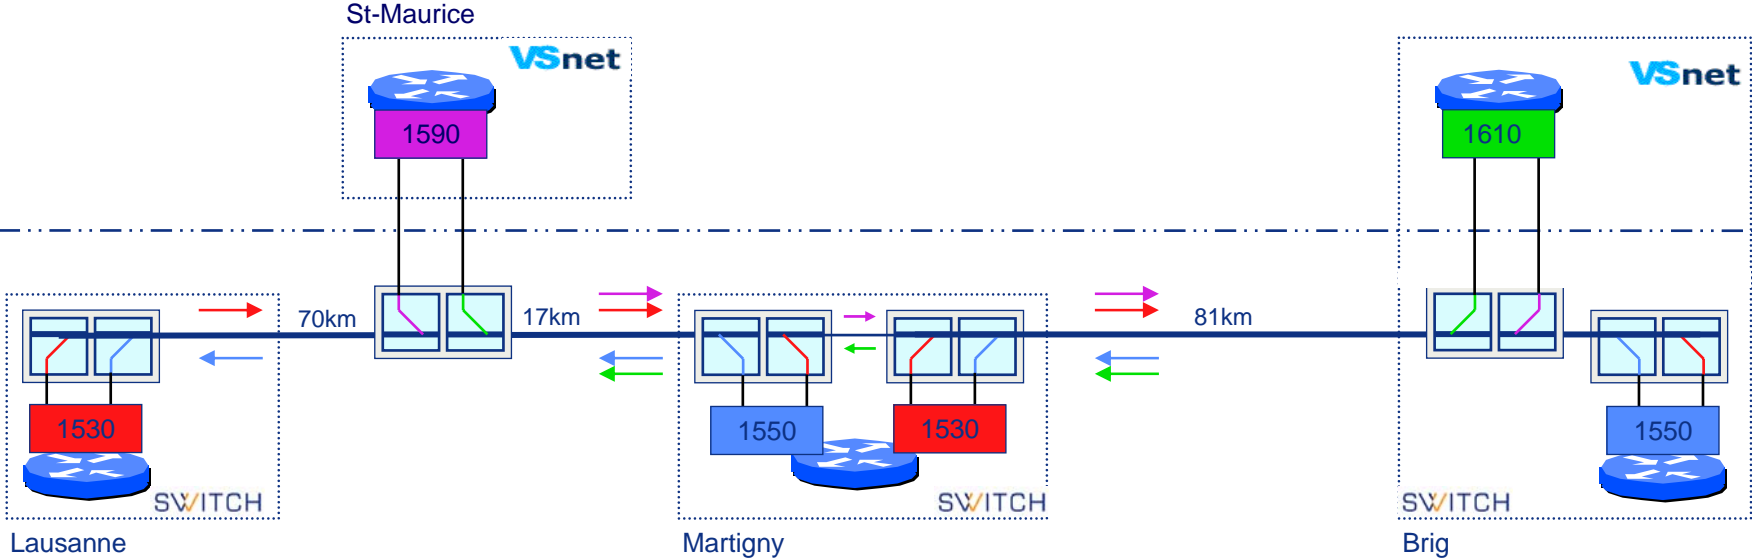 St-Maurice
VSnet
VSnet
1590
1610
70km
17km
81km
1530
1550
1530
1550
SWITCH
SWITCH
SWITCH
Lausanne
Martigny
Brig